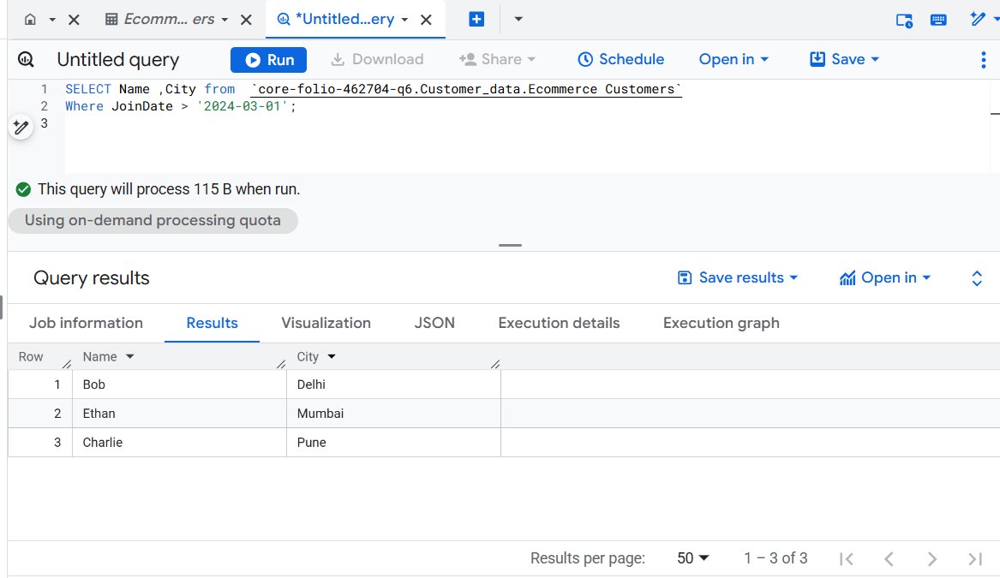 Ecomm... ers
*Untitled...ery
Untitled query
Run
Download
Share
Schedule
Open in
Save
1 SELECT Name ,City from `core-folio-462704-q6.Customer_data.Ecommerce Customers`
2 Where JoinDate > '2024-03-01';
3
This query will process 115 B when run.
Using on-demand processing quota
Query results
Save results
Open in
Job information
Results
Visualization
JSON
Execution details
Execution graph
Row Name City
1 Bob Delhi
2 Ethan Mumbai
3 Charlie Pune
Results per page: 50 1 – 3 of 3